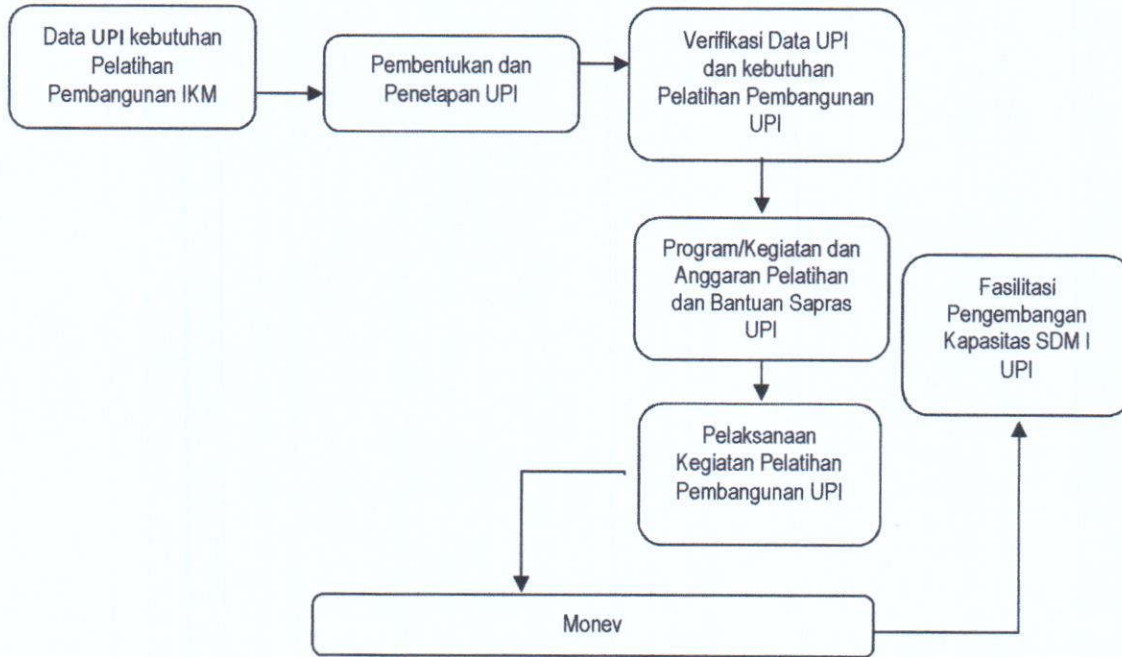 Data UPI kebutuhan
Pelatihan
Pembangunan IKM
Pembentukan dan
Penetapan UPI
Verifikasi Data UPI
dan kebutuhan
Pelatihan Pembangunan
UPI
Program/Kegiatan dan
Anggaran Pelatihan
dan Bantuan Sapras
UPI
Fasilitasi
Pengembangan
Kapasitas SDM I
UPI
Pelaksanaan
Kegiatan Pelatihan
Pembangunan UPI
Monev